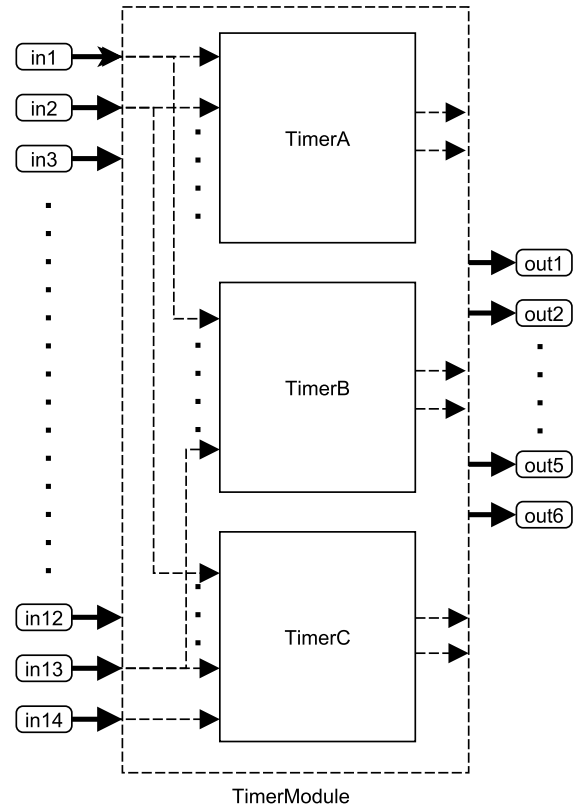 in1
in2
in3
in12
in13
in14
TimerA
TimerB
TimerC
out1
out2
out5
out6
TimerModule